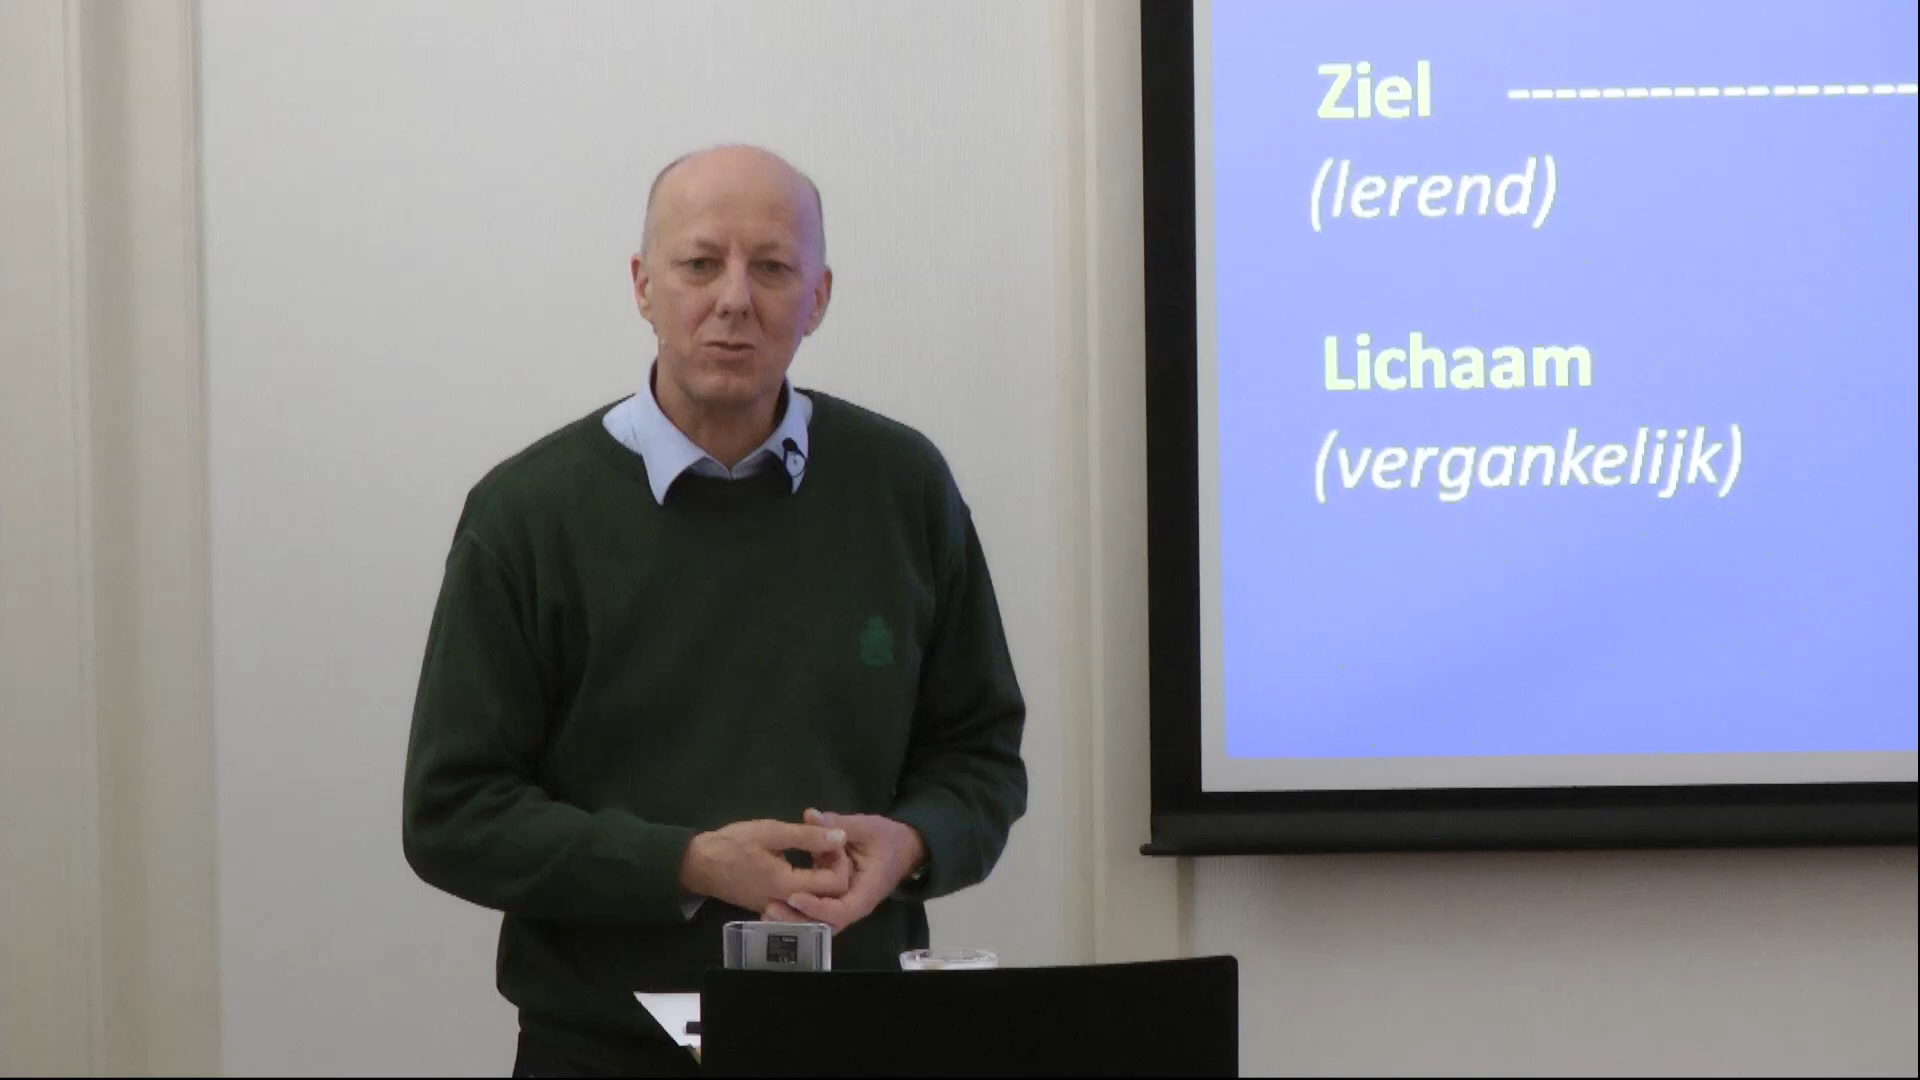 Ziel -----------------
(lerend)
Lichaam
(vergankelijk)